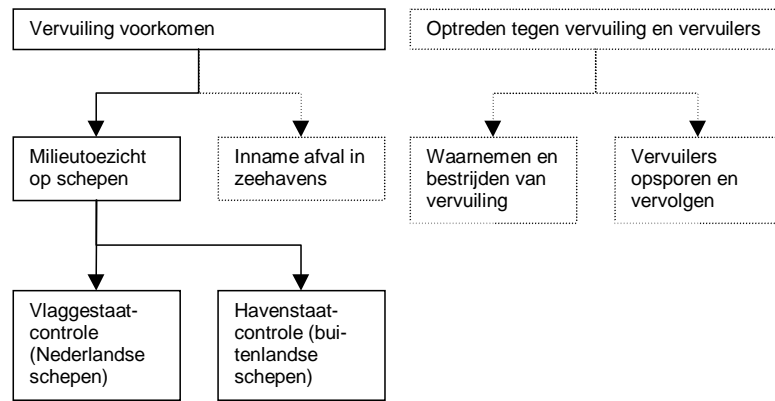 Vervuiling voorkomen
Optreden tegen vervuiling en vervuilers
Milieutoezicht
op schepen
Inname afval in
zeehavens
Waarnemen en
bestrijden van
vervuiling
Vervuilers
opsporen en
vervolgen
Vlaggestaat-
controle
(Nederlandse
schepen)
Havenstaat-
controle (bui-
tenlandse
schepen)